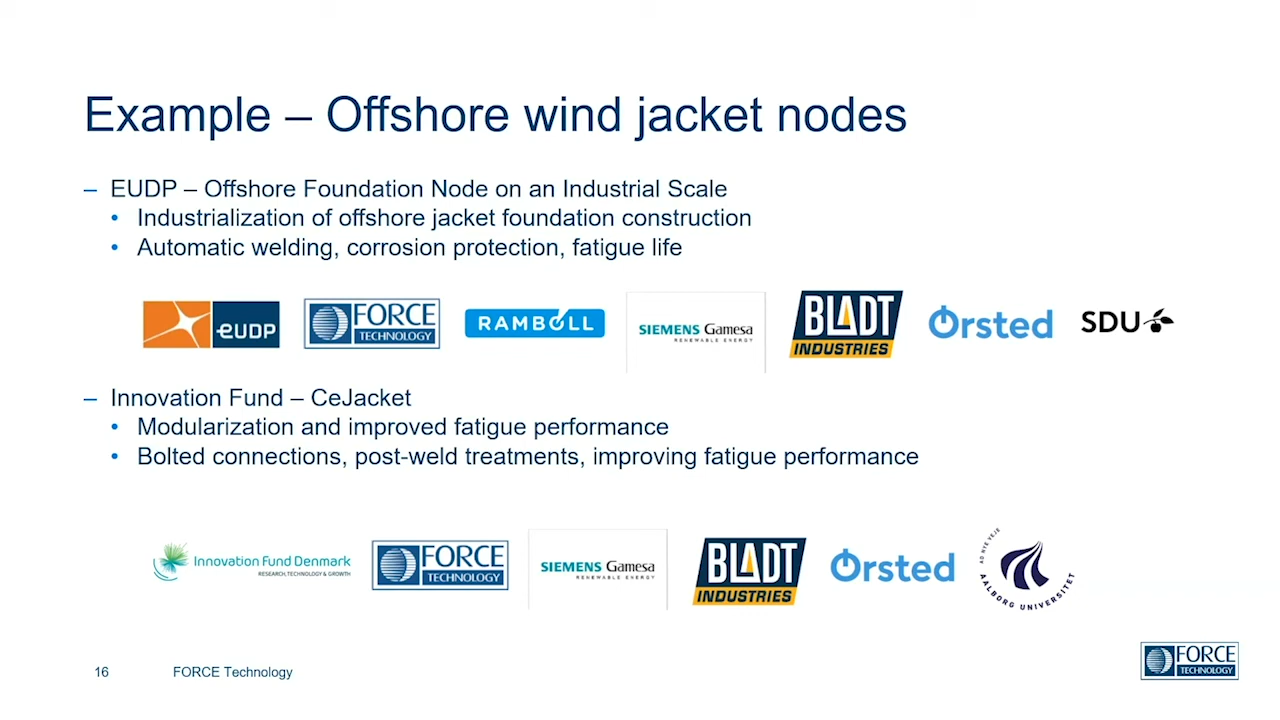 Example – Offshore wind jacket nodes
– EUDP – Offshore Foundation Node on an Industrial Scale
• Industrialization of offshore jacket foundation construction
• Automatic welding, corrosion protection, fatigue life
eUDP
FORCE
TECHNOLOGY
RAMBOLL
SIEMENS Gamesa
RENEWABLE ENERGY
BLADT
INDUSTRIES
Ørsted
SDU
– Innovation Fund – CeJacket
• Modularization and improved fatigue performance
• Bolted connections, post-weld treatments, improving fatigue performance
Innovation Fund Denmark
RESEARCH, TECHNOLOGY & GROWTH
FORCE
TECHNOLOGY
SIEMENS Gamesa
RENEWABLE ENERGY
BLADT
INDUSTRIES
Ørsted
AD NYE VEJE
AALBORG UNIVERSITET
16 FORCE Technology
FORCE
TECHNOLOGY